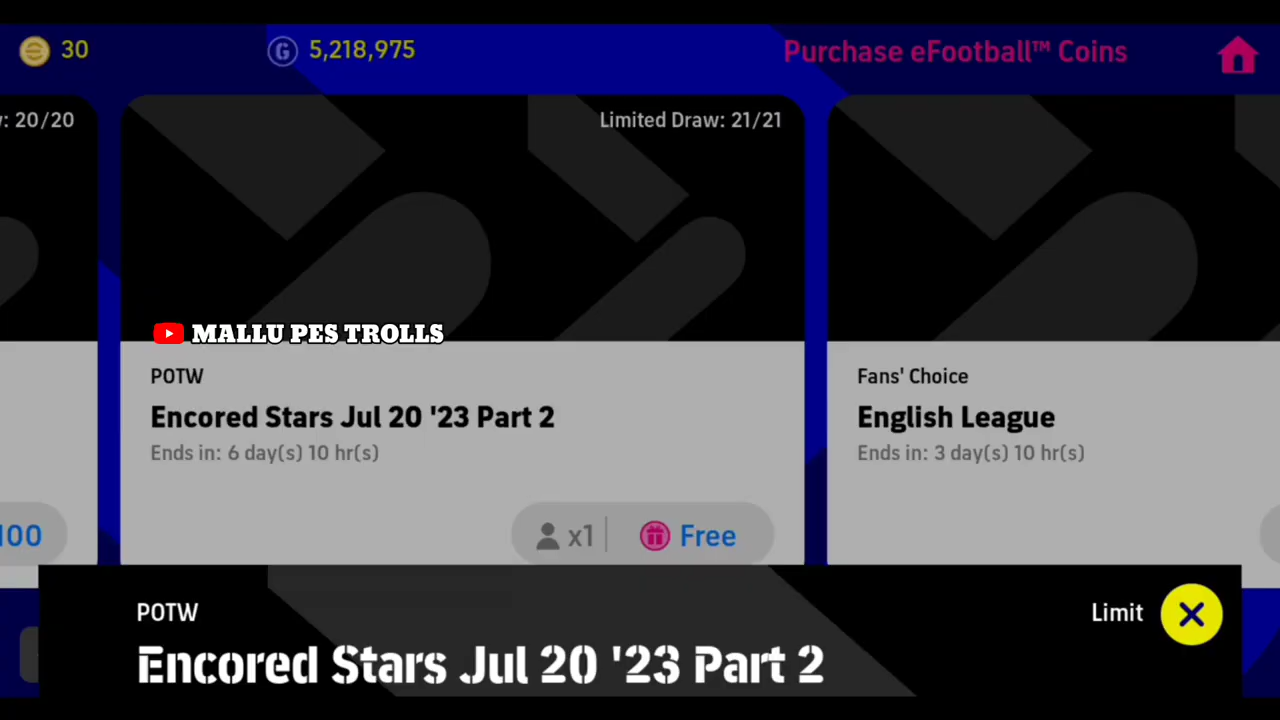 30
5,218,975
Purchase eFootball™ Coins
: 20/20
Limited Draw: 21/21
MALLU PES TROLLS
POTW
Encored Stars Jul 20 '23 Part 2
Ends in: 6 day(s) 10 hr(s)
Fans' Choice
English League
Ends in: 3 day(s) 10 hr(s)
100
x1
Free
POTW
Limit
Encored Stars Jul 20 '23 Part 2